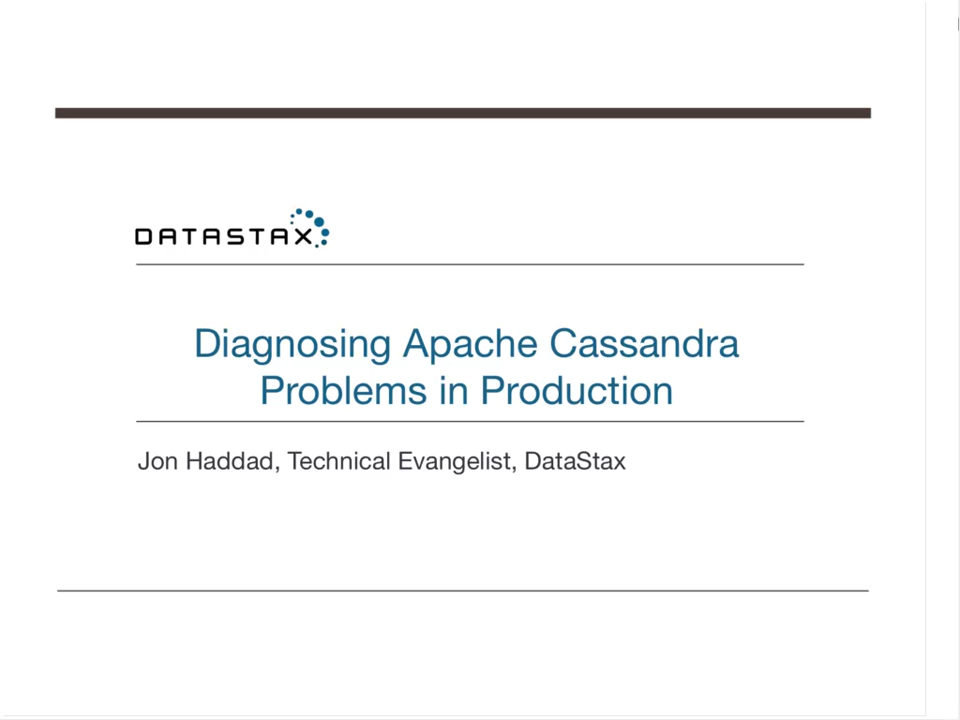 DATASTAX
Diagnosing Apache Cassandra
Problems in Production
Jon Haddad, Technical Evangelist, DataStax